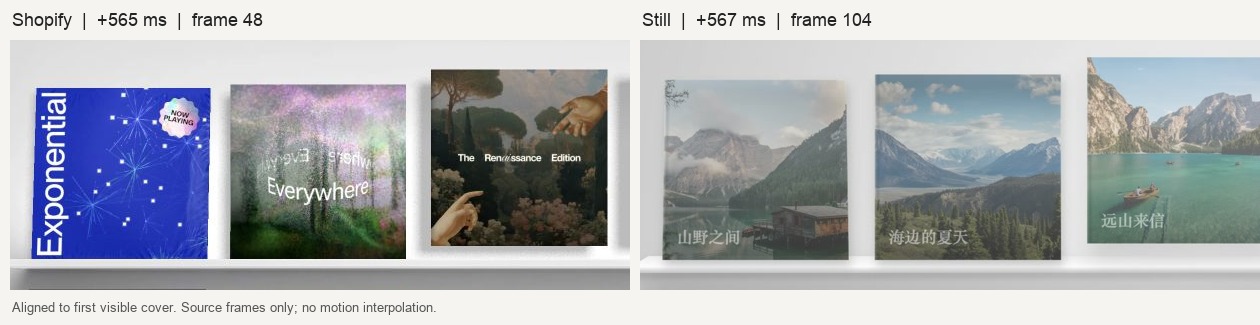 Shopify | +565 ms | frame 48
Still | +567 ms | frame 104
Exponential
NOW
PLAYING
Everywhere
Everywhere
The Renaissance Edition
山野之间
海边的夏天
远山来信
Aligned to first visible cover. Source frames only; no motion interpolation.